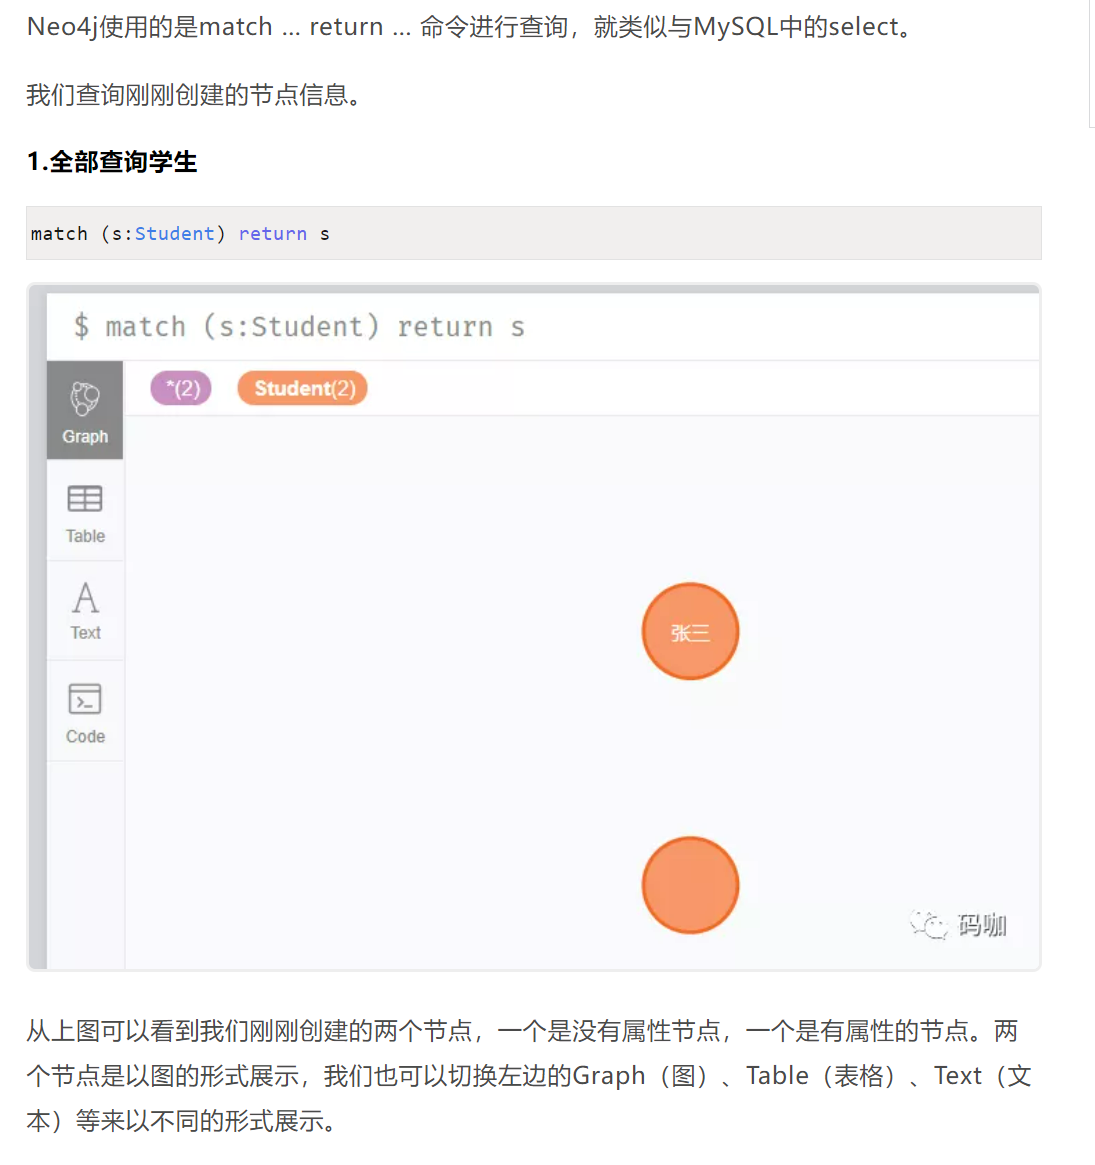 Neo4j使用的是match ... return ... 命令进行查询，就类似与MySQL中的select。
我们查询刚刚创建的节点信息。
1.全部查询学生
match (s:Student) return s
$ match (s:Student) return s
*(2) Student(2)
Graph
Table
A
Text
Code
张三
码咖
从上图可以看到我们刚刚创建的两个节点，一个是没有属性节点，一个是有属性的节点。两
个节点是以图的形式展示，我们也可以切换左边的Graph（图）、Table（表格）、Text（文
本）等来以不同的形式展示。